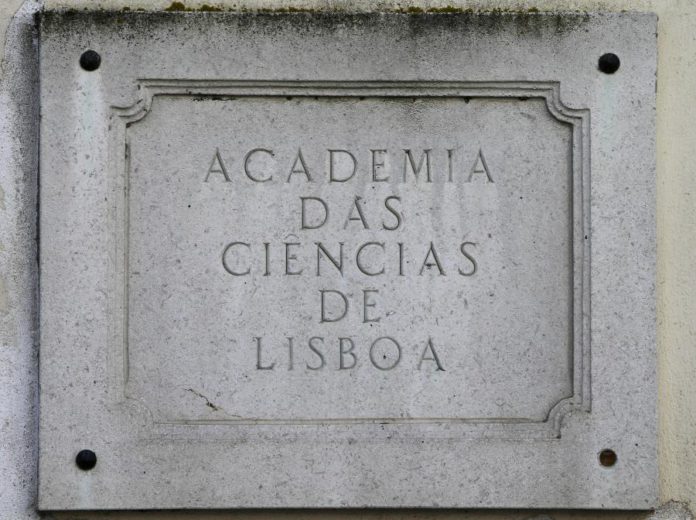 ACADEMIA
DAS
CIÊNCIAS
DE
LISBOA